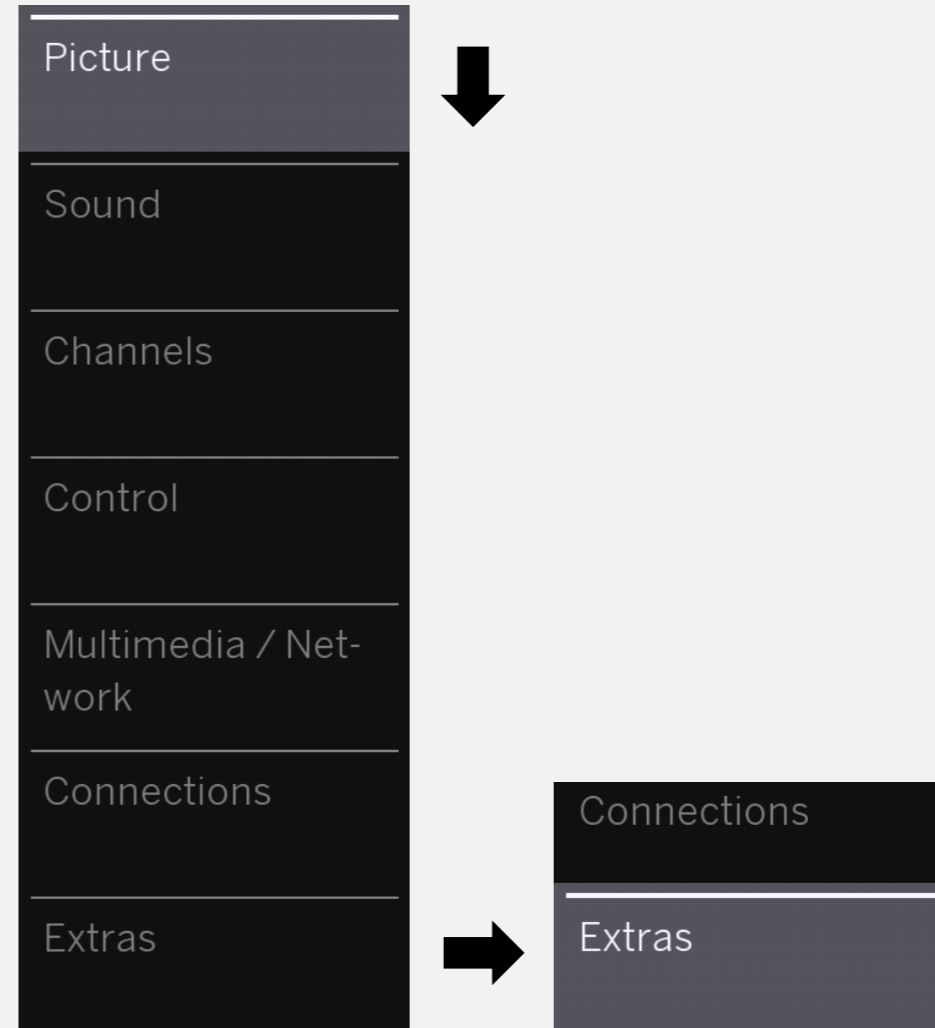 Picture
Sound
Channels
Control
Multimedia / Net-
work
Connections
Extras
Connections
Extras